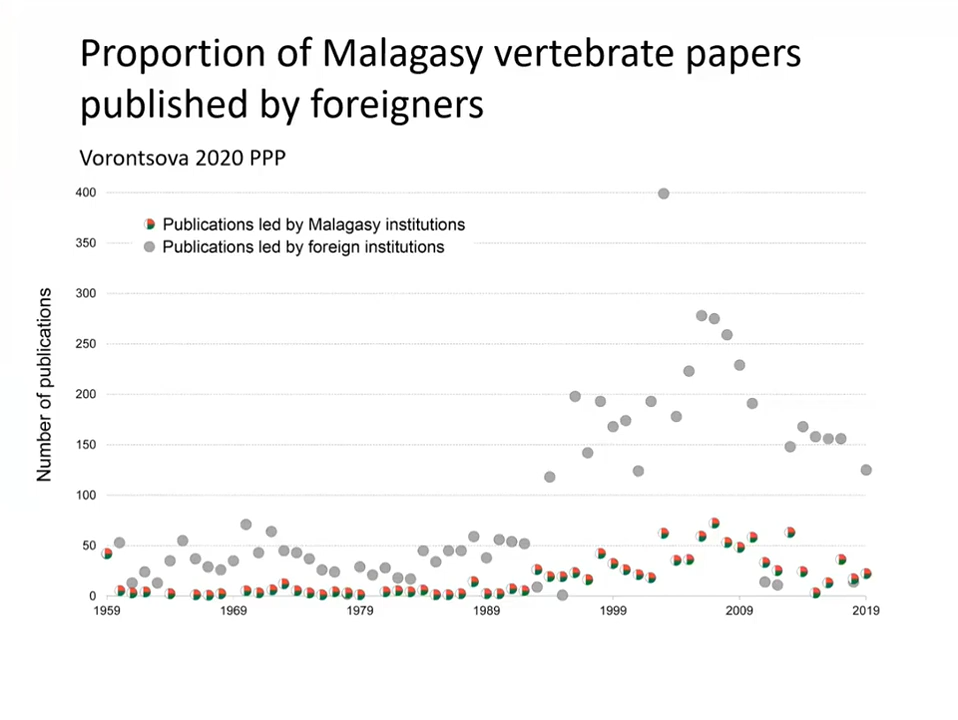 Proportion of Malagasy vertebrate papers
published by foreigners
Vorontsova 2020 PPP
400
Publications led by Malagasy institutions
350
Publications led by foreign institutions
300
250
200
150
100
50
0
Number of publications
1959 1969 1979 1989 1999 2009 2019